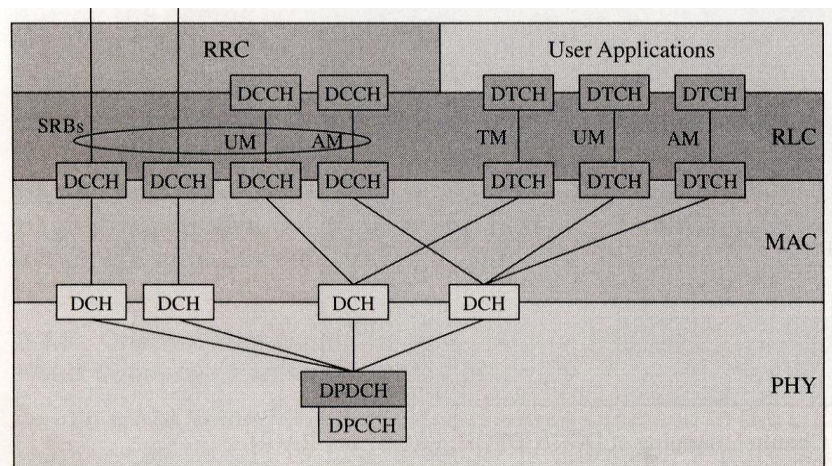 RRC
User Applications
DCCH DCCH DTCH DTCH DTCH
SRBs
UM AM TM UM AM RLC
DCCH DCCH DCCH DCCH DTCH DTCH DTCH
MAC
DCH DCH DCH DCH
PHY
DPDCH
DPCCH